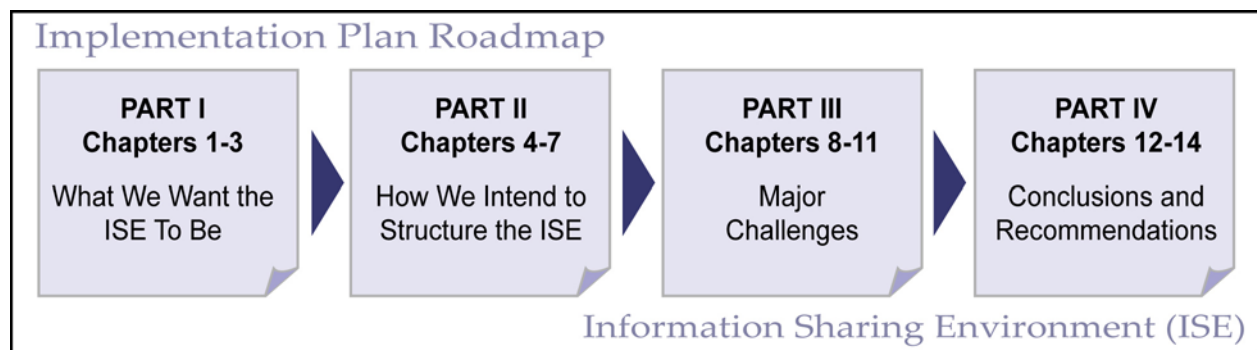 Implementation Plan Roadmap
PART I
Chapters 1-3
What We Want the
ISE To Be
PART II
Chapters 4-7
How We Intend to
Structure the ISE
PART III
Chapters 8-11
Major
Challenges
PART IV
Chapters 12-14
Conclusions and
Recommendations
Information Sharing Environment (ISE)